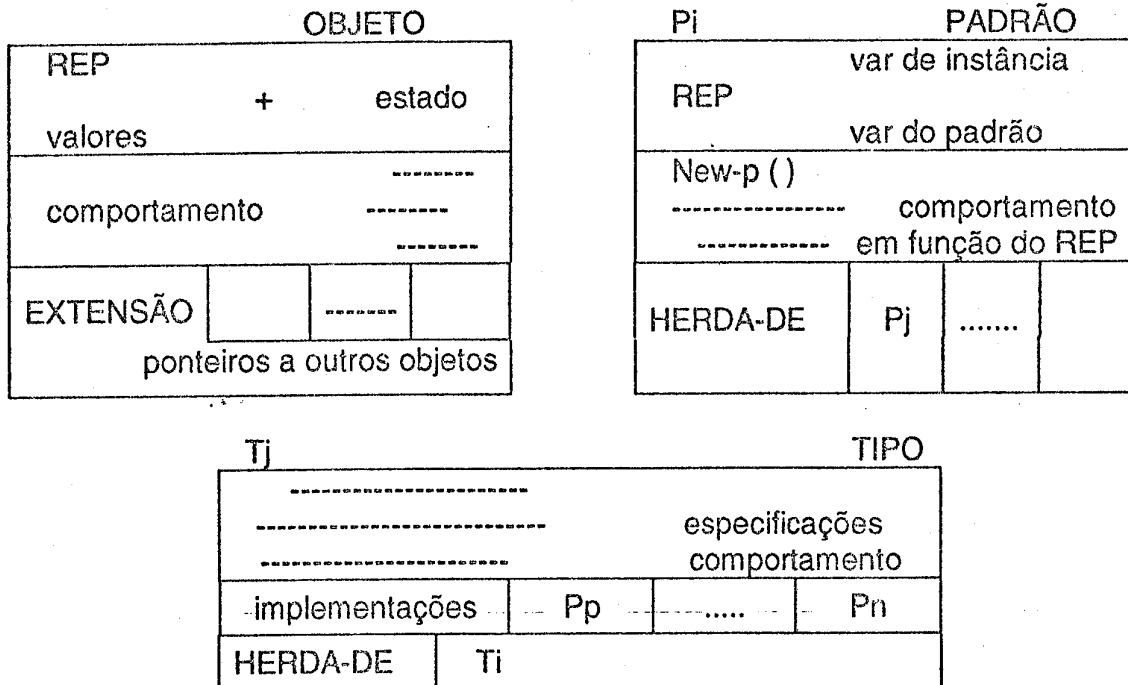 OBJETO
REP
+ estado
valores
--------
comportamento -------
--------
EXTENSÃO -------
ponteiros a outros objetos
Pi PADRÃO
var de instância
REP
var do padrão
New-p ( )
---------------- comportamento
------------ em função do REP
HERDA-DE Pj .......
Tj TIPO
----------------------
--------------------------- especificações
----------------------- comportamento
implementações Pp ..... Pn
HERDA-DE Ti